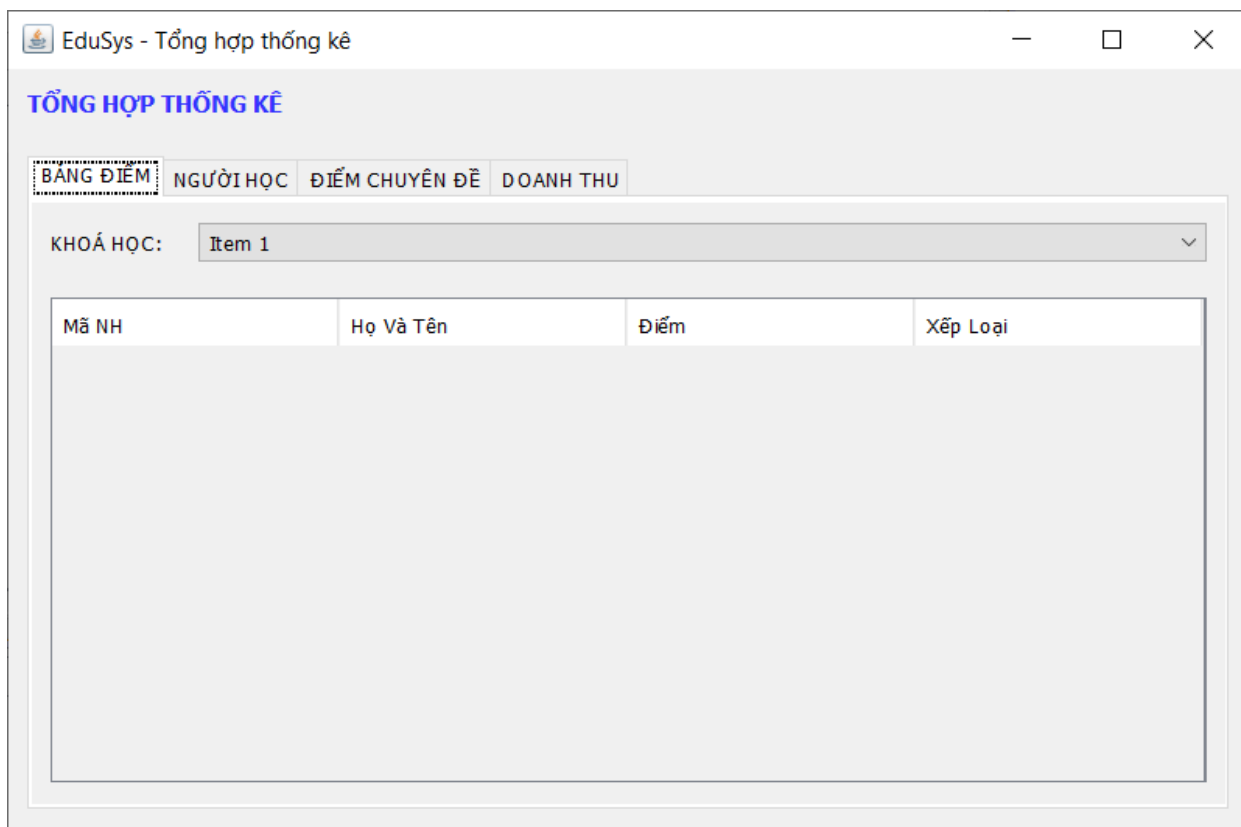 EduSys - Tổng hợp thống kê
TỔNG HỢP THỐNG KÊ
BẢNG ĐIỂM NGƯỜI HỌC ĐIỂM CHUYÊN ĐỀ DOANH THU
KHOÁ HỌC: Item 1
Mã NH Họ Và Tên Điểm Xếp Loại